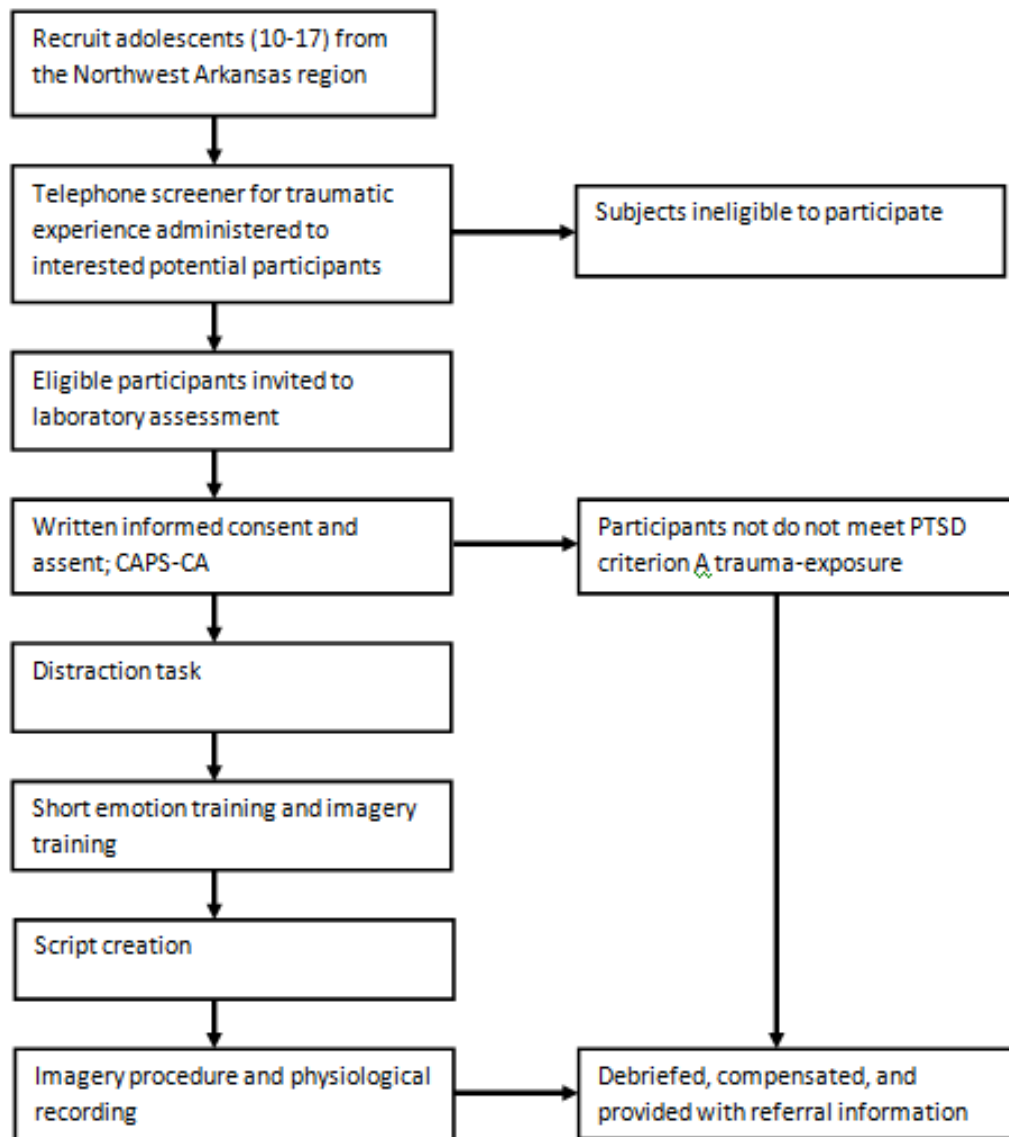 Recruit adolescents (10-17) from
the Northwest Arkansas region
Telephone screener for traumatic
experience administered to
interested potential participants
Subjects ineligible to participate
Eligible participants invited to
laboratory assessment
Written informed consent and
assent; CAPS-CA
Participants not do not meet PTSD
criterion A trauma-exposure
Distraction task
Short emotion training and imagery
training
Script creation
Imagery procedure and physiological
recording
Debriefed, compensated, and
provided with referral information